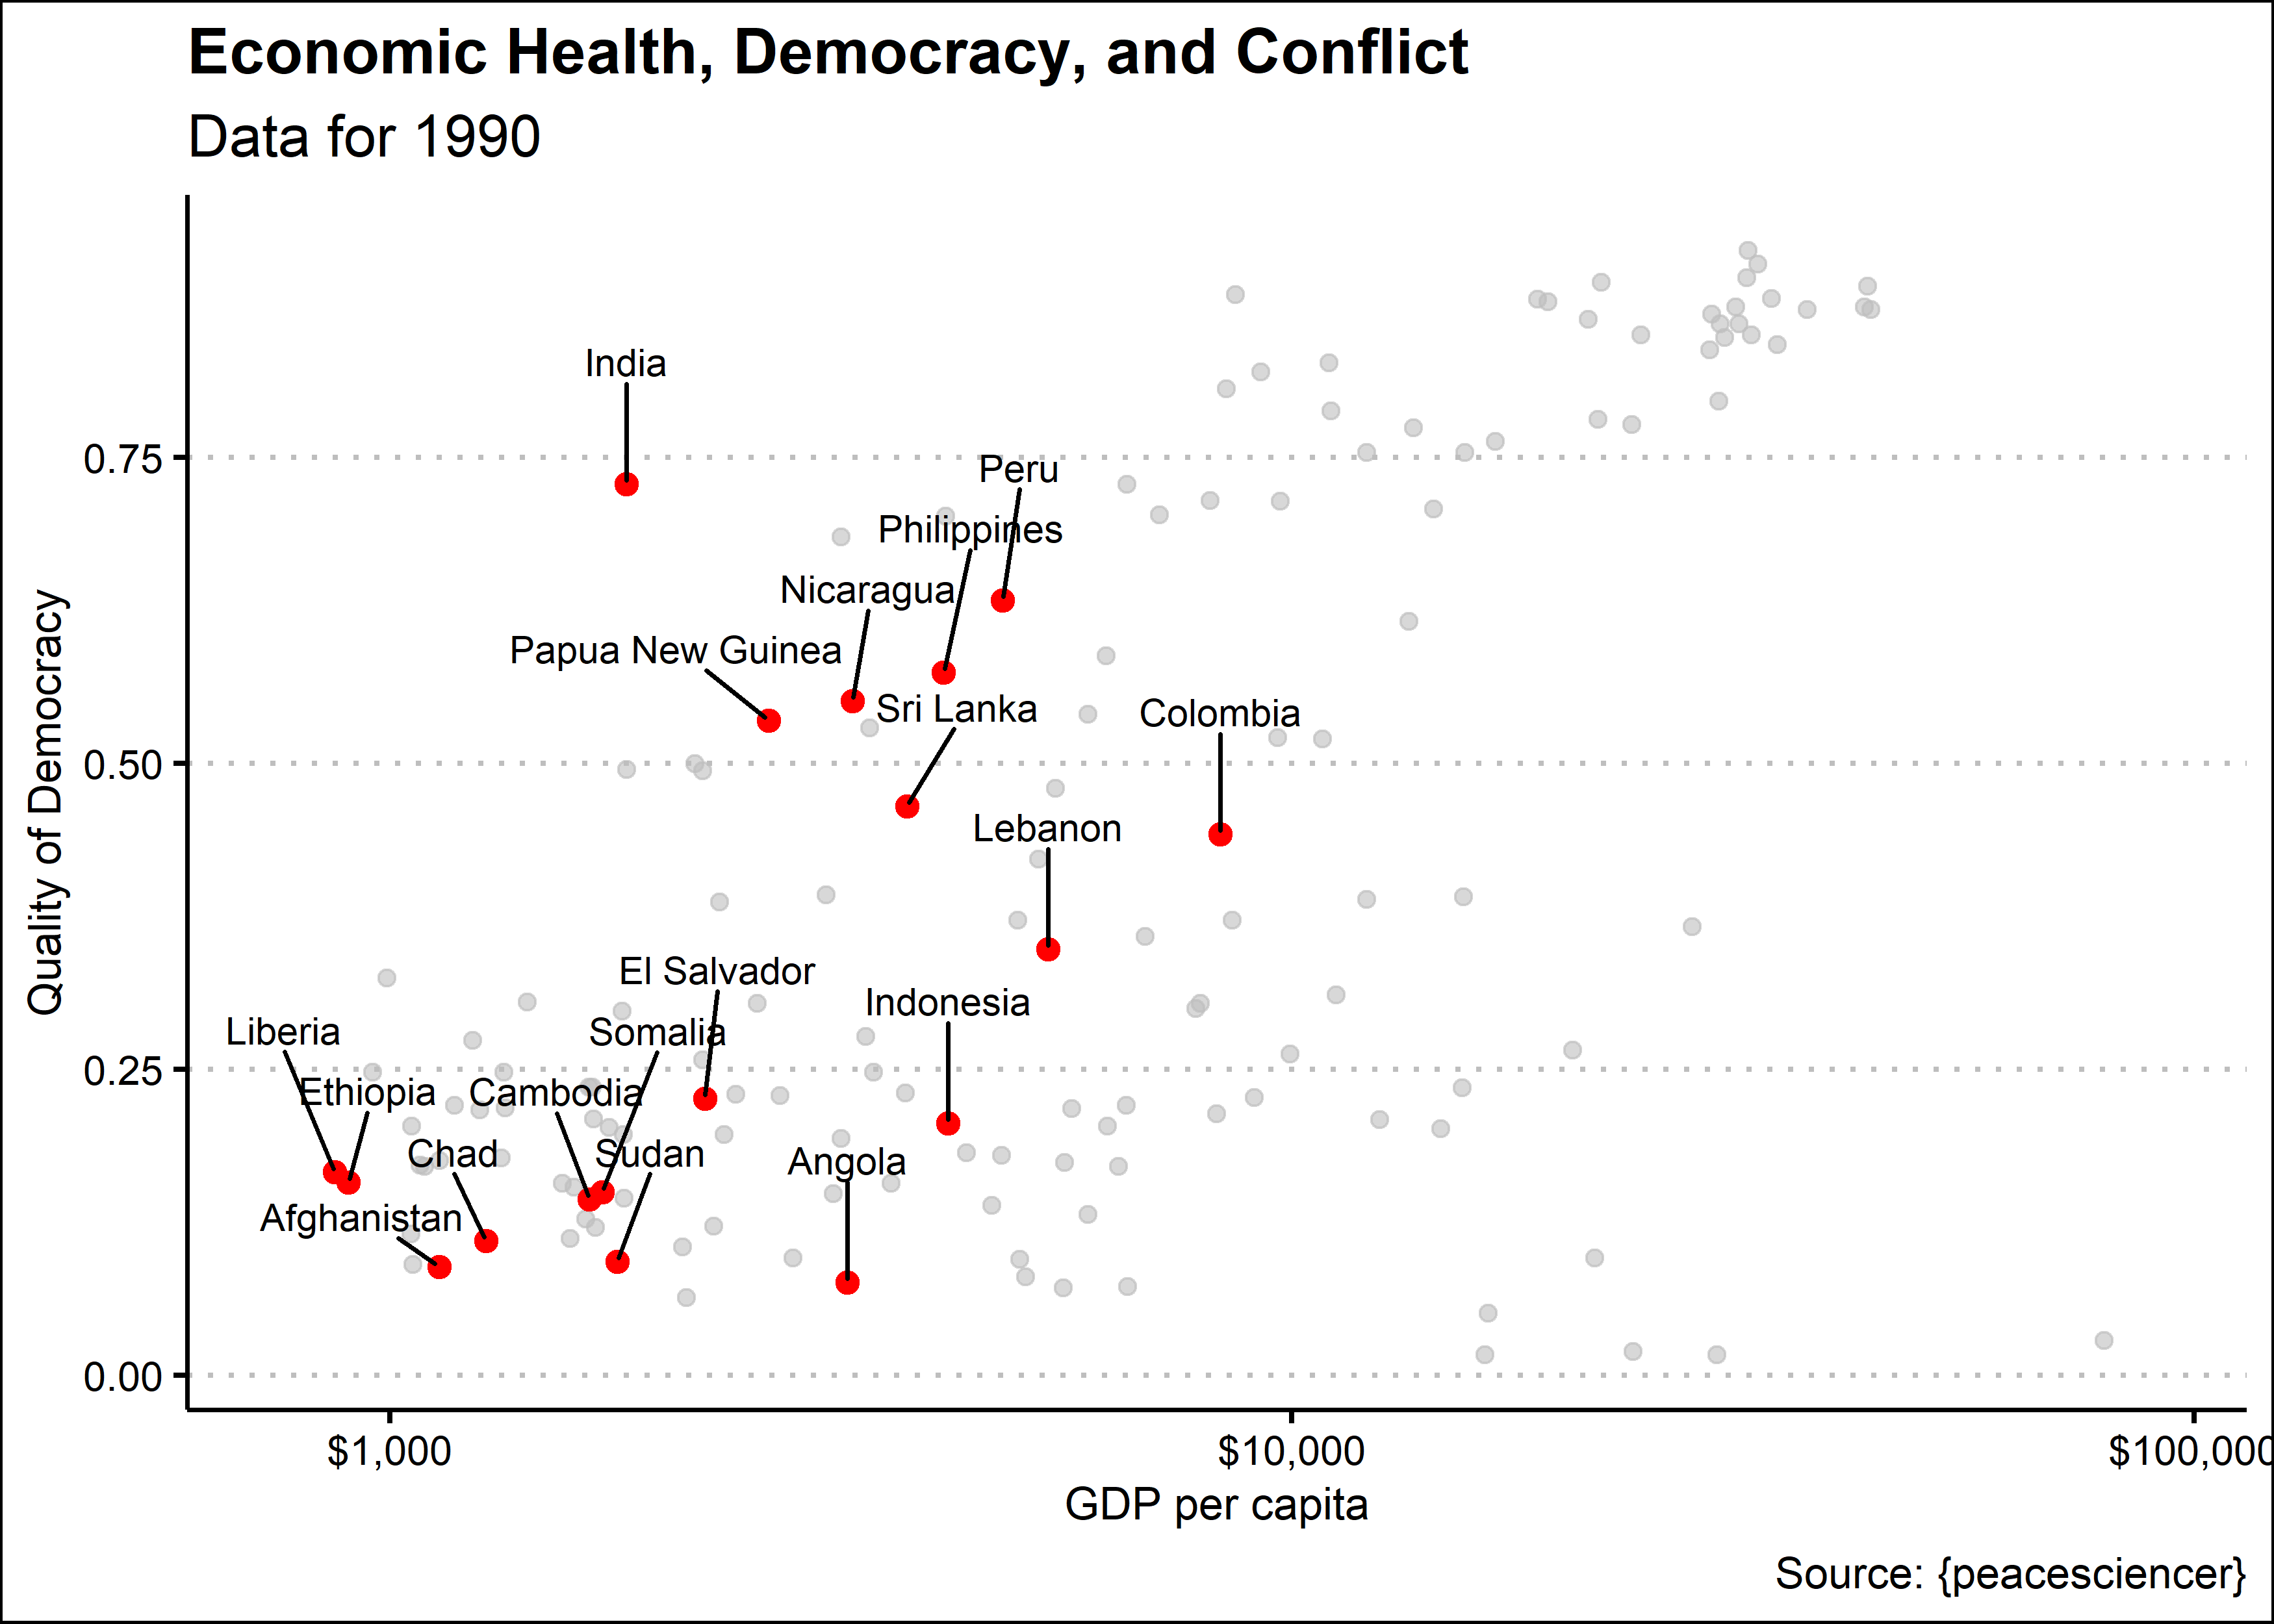 Economic Health, Democracy, and Conflict
Data for 1990
India
0.75
Peru
Philippines
Nicaragua
Papua New Guinea
Sri Lanka
Colombia
0.50
Lebanon
El Salvador
Indonesia
Liberia
Somalia
0.25
Ethiopia
Cambodia
Chad
Sudan
Angola
Afghanistan
0.00
Quality of Democracy
$1,000
$10,000
$100,000
GDP per capita
Source: {peacesciencer}